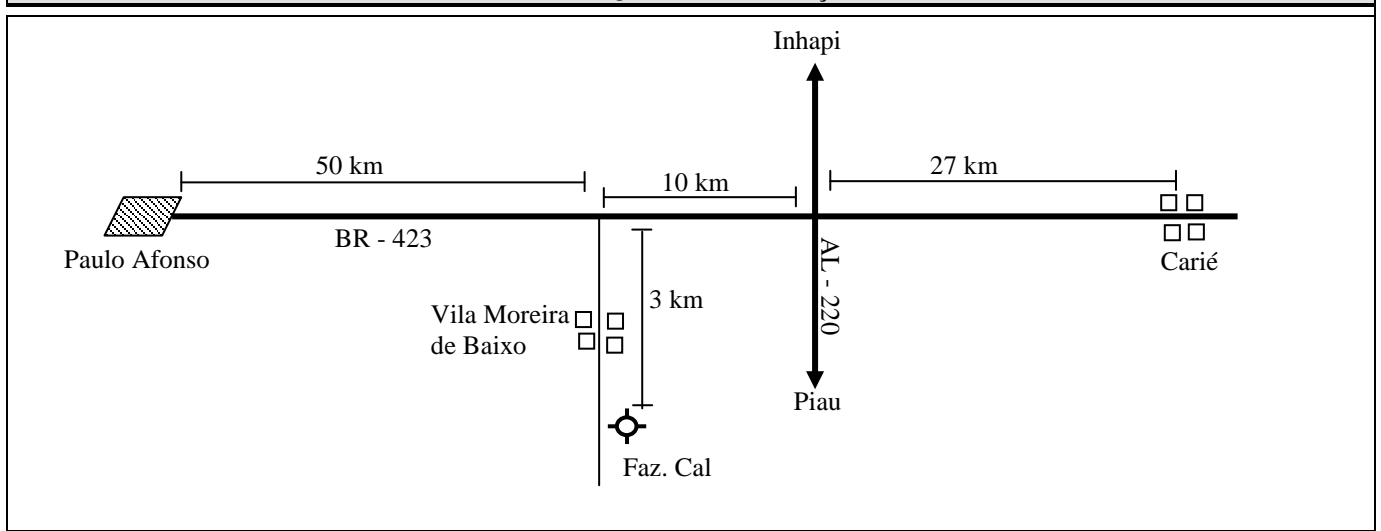 Inhapi
50 km
10 km
27 km
BR - 423
Paulo Afonso
AL - 220
Carié
Vila Moreira
de Baixo
3 km
Piau
Faz. Cal